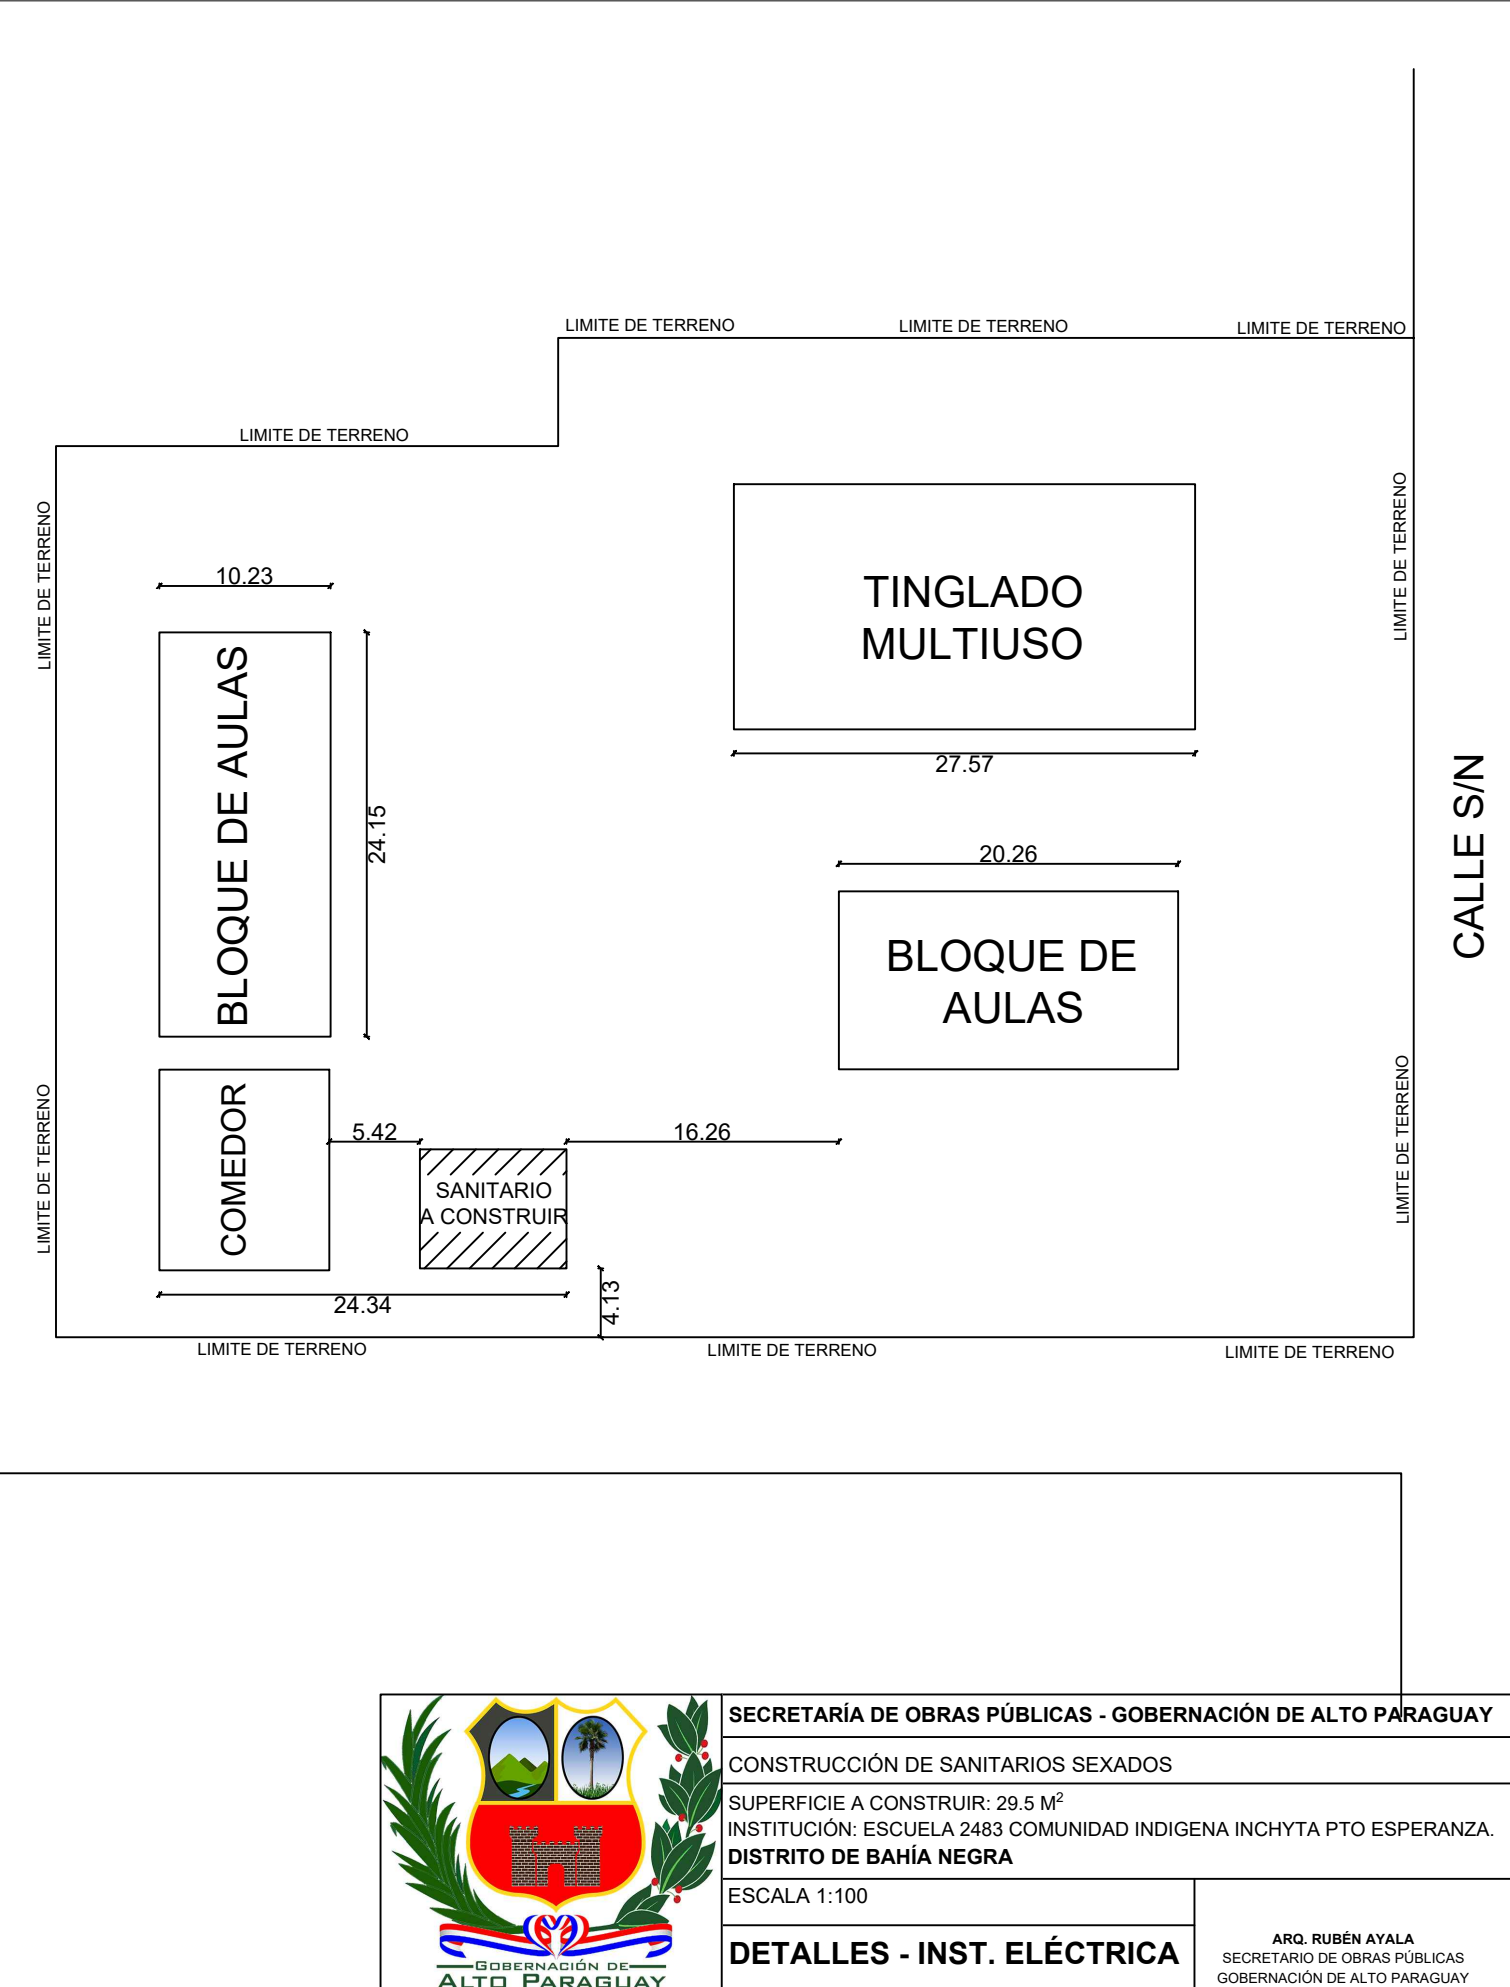 LIMITE DE TERRENO
LIMITE DE TERRENO
LIMITE DE TERRENO
LIMITE DE TERRENO
LIMITE DE TERRENO
LIMITE DE TERRENO
10.23
TINGLADO
MULTIUSO
BLOQUE DE AULAS
27.57
24.15
CALLE S/N
20.26
BLOQUE DE
AULAS
LIMITE DE TERRENO
LIMITE DE TERRENO
COMEDOR
5.42
16.26
SANITARIO
A CONSTRUIR
24.34
4.13
LIMITE DE TERRENO
LIMITE DE TERRENO
LIMITE DE TERRENO
GOBERNACIÓN DE
ALTO PARAGUAY
SECRETARÍA DE OBRAS PÚBLICAS - GOBERNACIÓN DE ALTO PARAGUAY
CONSTRUCCIÓN DE SANITARIOS SEXADOS
SUPERFICIE A CONSTRUIR: 29.5 M²
INSTITUCIÓN: ESCUELA 2483 COMUNIDAD INDIGENA INCHYTA PTO ESPERANZA.
DISTRITO DE BAHÍA NEGRA
ESCALA 1:100
DETALLES - INST. ELÉCTRICA
ARQ. RUBÉN AYALA
SECRETARIO DE OBRAS PÚBLICAS
GOBERNACIÓN DE ALTO PARAGUAY